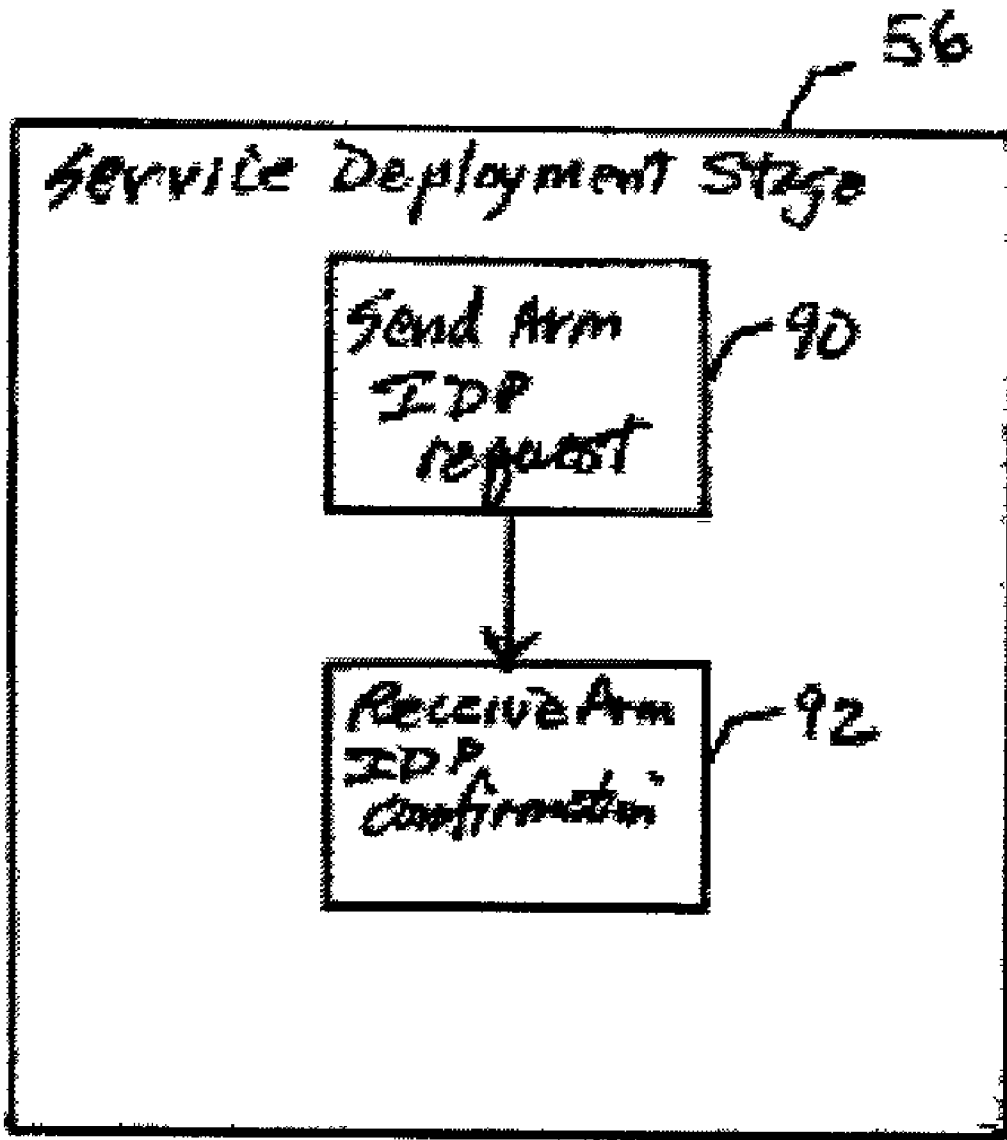 56
Service Deployment Stage
Send Arm
IDP
request
90
Receive Arm
IDP
confirmation
92